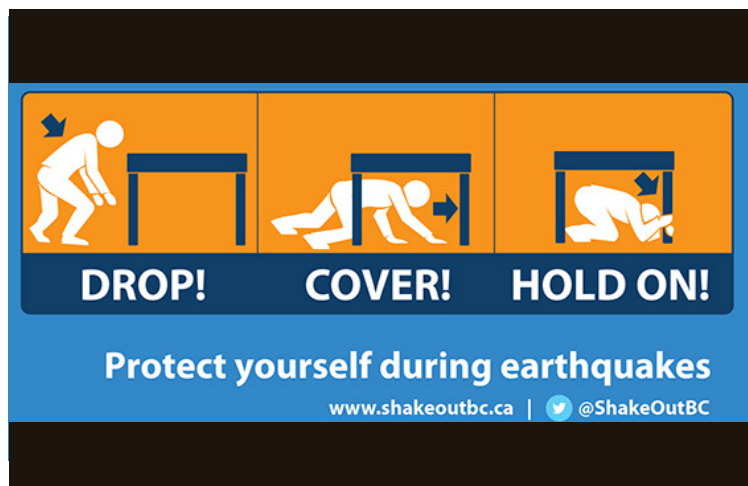 DROP!
COVER!
HOLD ON!
Protect yourself during earthquakes
www.shakeoutbc.ca | @ShakeOutBC